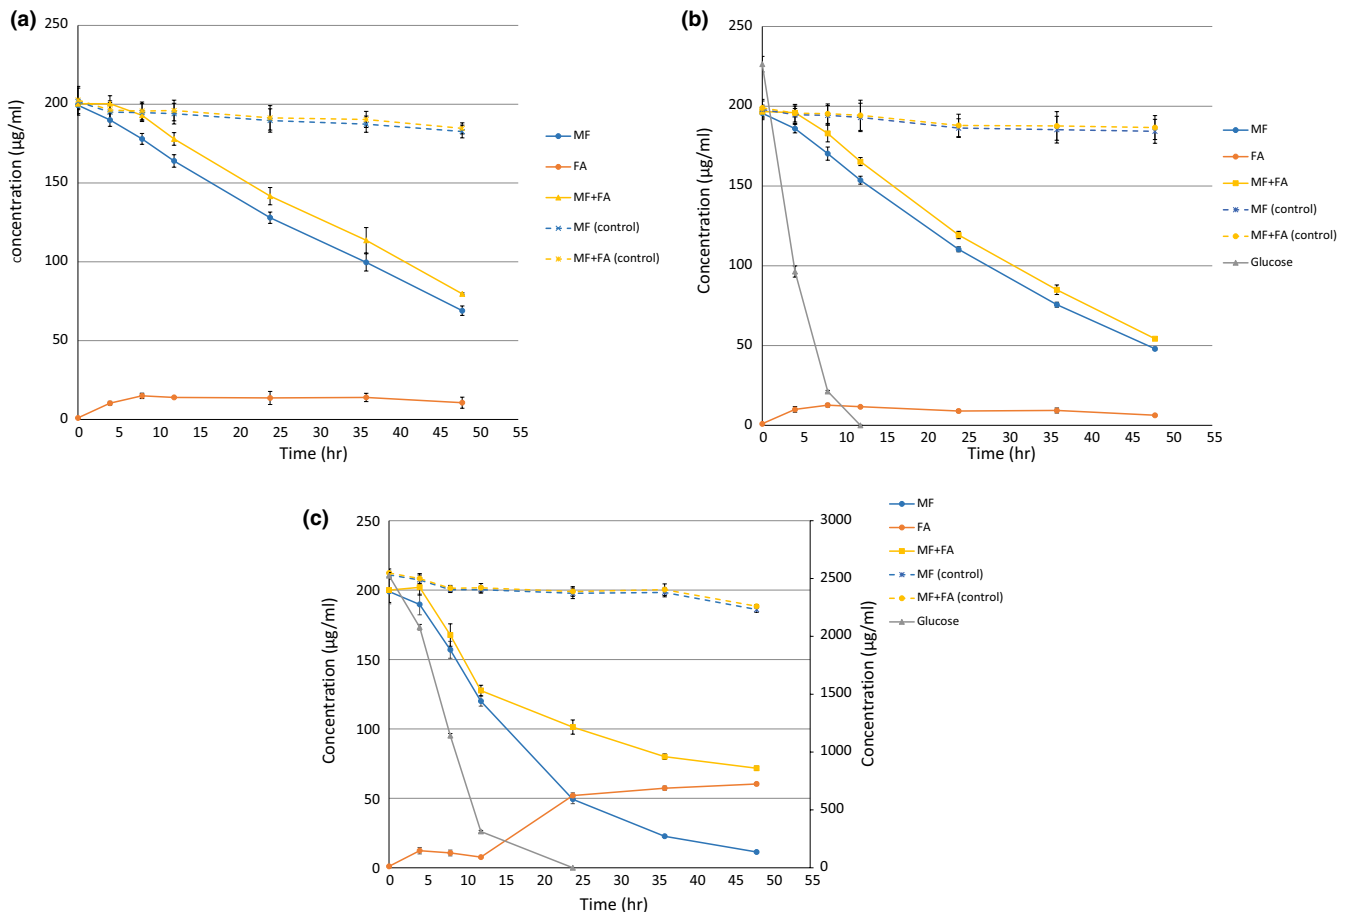 (a)
concentration (µg/ml)
250
200
150
100
50
0
0 5 10 15 20 25 30 35 40 45 50 55
Time (hr)
MF
FA
MF+FA
MF (control)
MF+FA (control)
(b)
Concentration (µg/ml)
250
200
150
100
50
0
0 5 10 15 20 25 30 35 40 45 50 55
Time (hr)
MF
FA
MF+FA
MF (control)
MF+FA (control)
Glucose
(c)
Concentration (µg/ml)
250
200
150
100
50
0
0 5 10 15 20 25 30 35 40 45 50 55
Time (hr)
3000
2500
2000
1500
1000
500
0
Concentration (µg/ml)
MF
FA
MF+FA
MF (control)
MF+FA (control)
Glucose